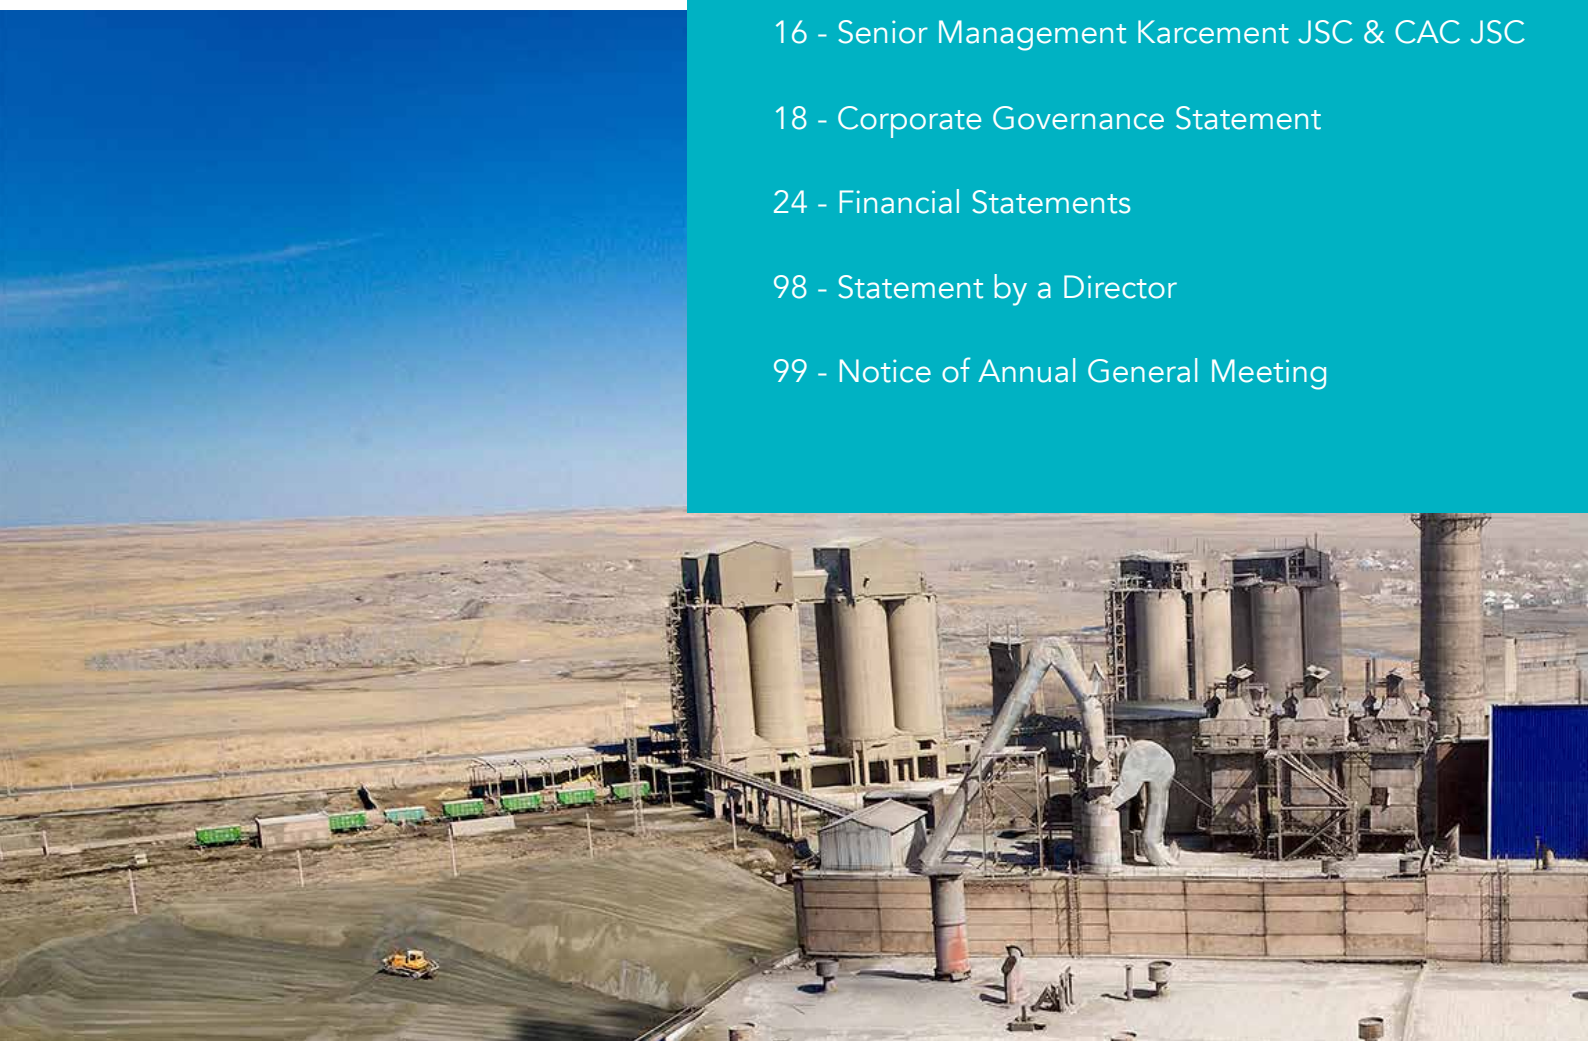 16 - Senior Management Karcement JSC & CAC JSC
18 - Corporate Governance Statement
24 - Financial Statements
98 - Statement by a Director
99 - Notice of Annual General Meeting